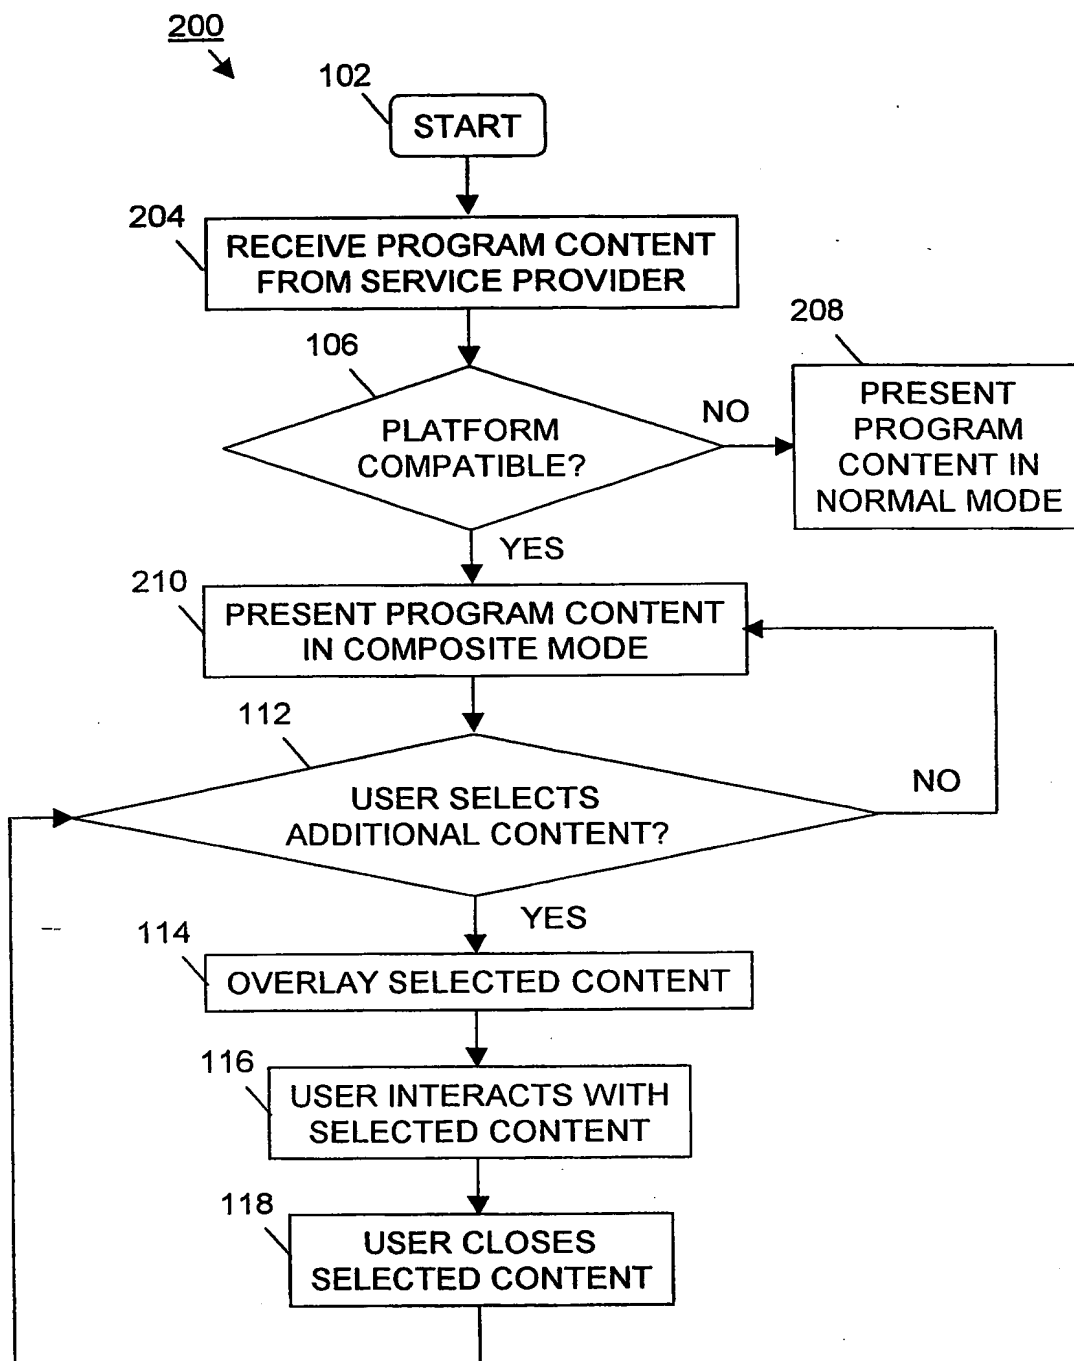 200
102
START
204
RECEIVE PROGRAM CONTENT
FROM SERVICE PROVIDER
106
PLATFORM
COMPATIBLE?
NO
208
PRESENT
PROGRAM
CONTENT IN
NORMAL MODE
YES
210
PRESENT PROGRAM CONTENT
IN COMPOSITE MODE
112
USER SELECTS
ADDITIONAL CONTENT?
NO
YES
114
OVERLAY SELECTED CONTENT
116
USER INTERACTS WITH
SELECTED CONTENT
118
USER CLOSES
SELECTED CONTENT